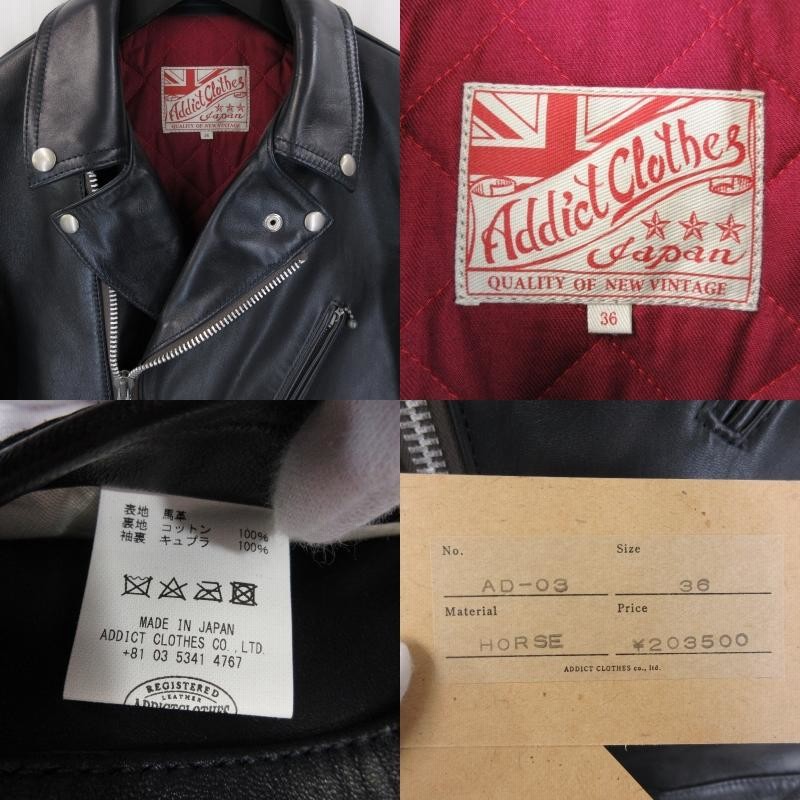 Addict Clothes
Japan
QUALITY OF NEW VINTAGE
36
Addict Clothes
Japan
QUALITY OF NEW VINTAGE
36
表地 馬革
裏地 コットン 100%
袖裏 キュプラ 100%
MADE IN JAPAN
ADDICT CLOTHES CO.,LTD.
+81 03 5341 4767
REGISTERED
LEATHER
ADDICTCLOTHES
No. AD-03 Size 36
Material HORSE Price ¥203500
ADDICT CLOTHES co., ltd.